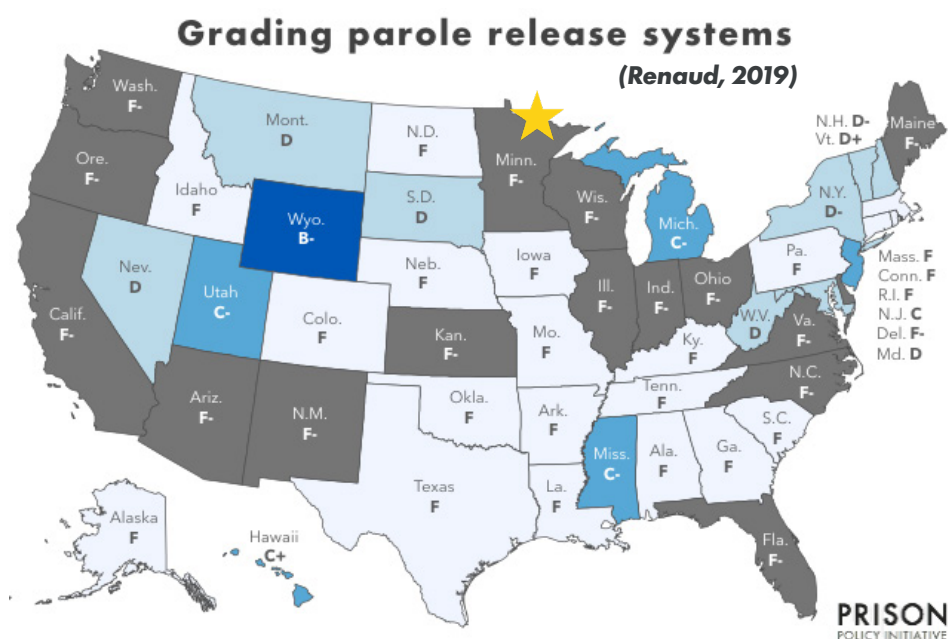 Grading parole release systems
(Renaud, 2019)
Wash.
F-
Ore.
F-
Calif.
F-
Idaho
F
Nev.
D
Mont.
D
Wyo.
B-
Utah
C-
Ariz.
F-
Colo.
F
N.M.
F-
N.D.
F
S.D.
D
Neb.
F
Kan.
F-
Okla.
F
Texas
F
Minn.
F-
Iowa
F
Mo.
F
Ark.
F
La.
F
Wis.
F-
Ill.
F-
Mich.
C-
Ind.
F-
Ohio
F-
Ky.
F
Tenn.
F
Miss.
C-
Ala.
F
Ga.
F
Fla.
F-
S.C.
F
N.C.
F-
Va.
F-
W.V.
D
Pa.
F
N.Y.
D-
N.H. D-
Vt. D+
Maine
F-
Mass. F
Conn. F
R.I. F
N.J. C
Del. F-
Md. D
Alaska
F
Hawaii
C+
PRISON
POLICY INITIATIVE